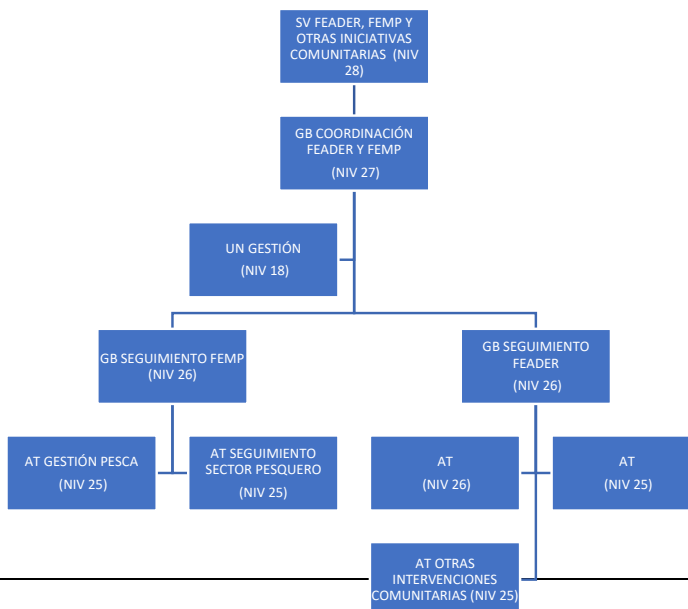 SV FEADER, FEMP Y
OTRAS INICIATIVAS
COMUNITARIAS (NIV
28)
GB COORDINACIÓN
FEADER Y FEMP
(NIV 27)
UN GESTIÓN
(NIV 18)
GB SEGUIMIENTO FEMP
(NIV 26)
GB SEGUIMIENTO
FEADER
(NIV 26)
AT GESTIÓN PESCA
(NIV 25)
AT SEGUIMIENTO
SECTOR PESQUERO
(NIV 25)
AT
(NIV 26)
AT
(NIV 25)
AT OTRAS
INTERVENCIONES
COMUNITARIAS (NIV 25)